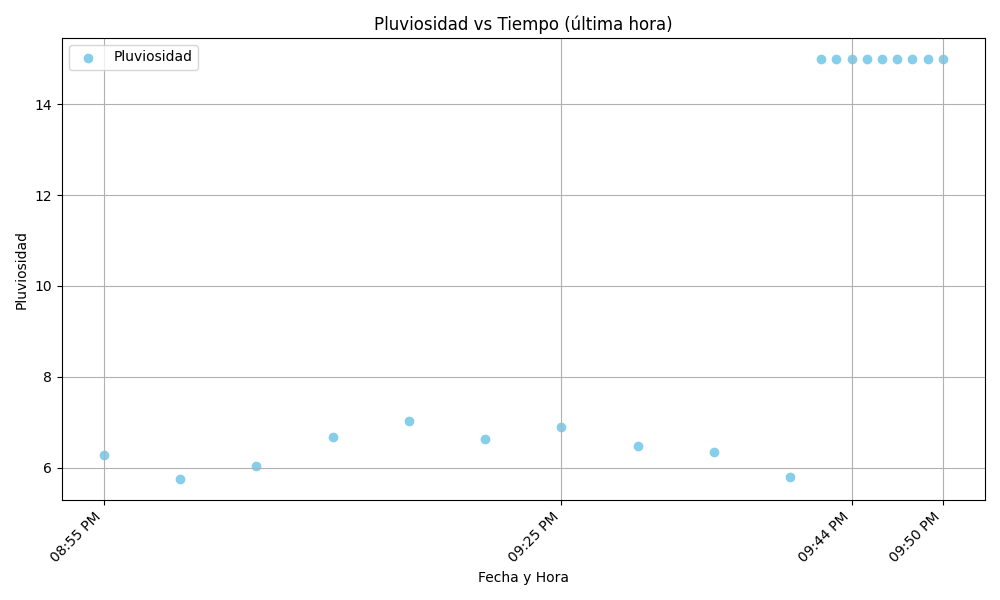 Pluviosidad vs Tiempo (última hora)
Pluviosidad
14
12
10
8
6
Pluviosidad
08:55 PM
09:25 PM
09:44 PM
09:50 PM
Fecha y Hora